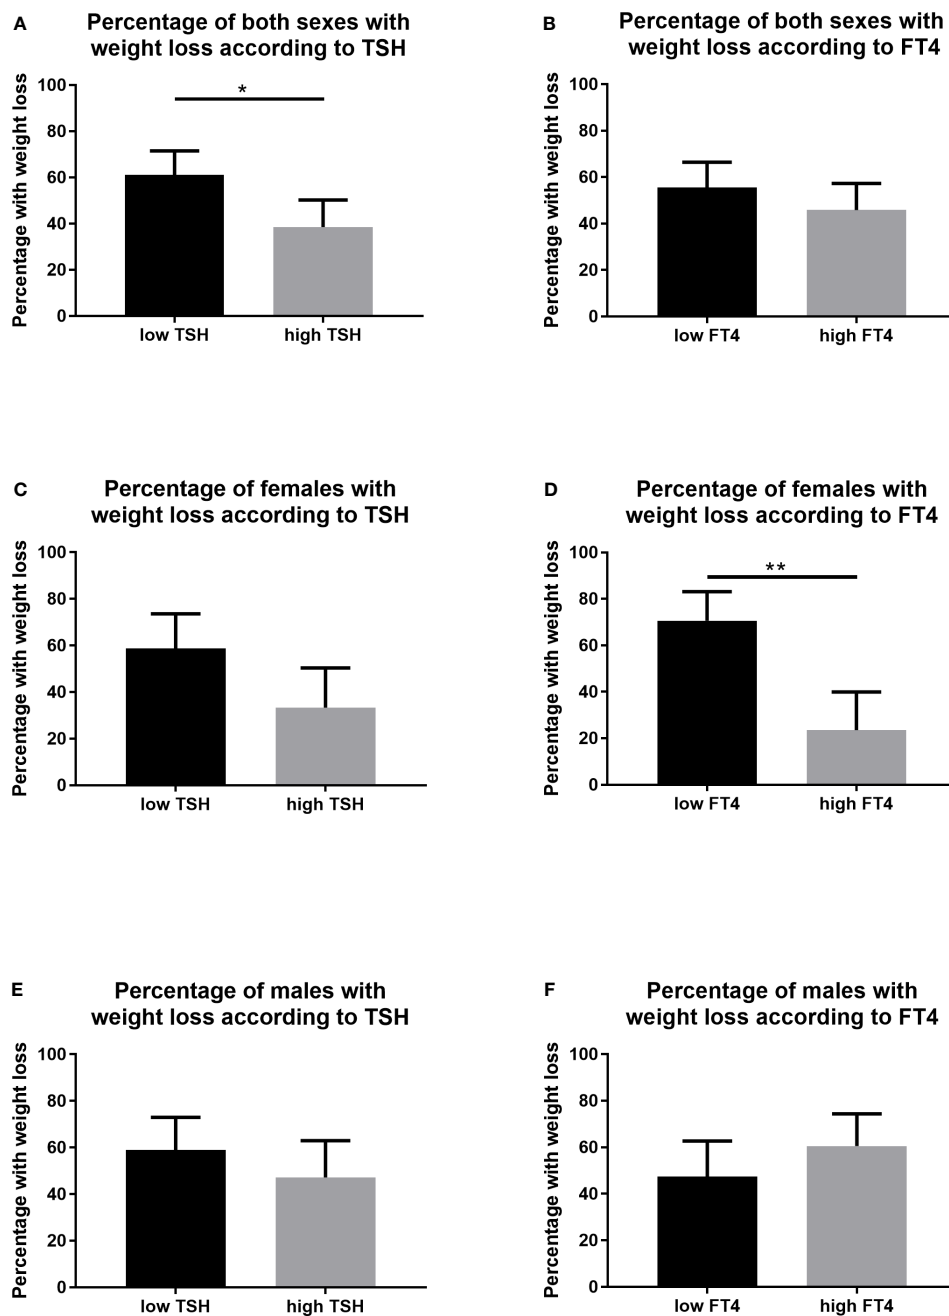 A
Percentage of both sexes with
weight loss according to TSH
Percentage with weight loss
100
80
60
40
20
0
*
low TSH
high TSH
B
Percentage of both sexes with
weight loss according to FT4
Percentage with weight loss
100
80
60
40
20
0
low FT4
high FT4
C
Percentage of females with
weight loss according to TSH
Percentage with weight loss
100
80
60
40
20
0
low TSH
high TSH
D
Percentage of females with
weight loss according to FT4
Percentage with weight loss
100
80
60
40
20
0
**
low FT4
high FT4
E
Percentage of males with
weight loss according to TSH
Percentage with weight loss
100
80
60
40
20
0
low TSH
high TSH
F
Percentage of males with
weight loss according to FT4
Percentage with weight loss
100
80
60
40
20
0
low FT4
high FT4